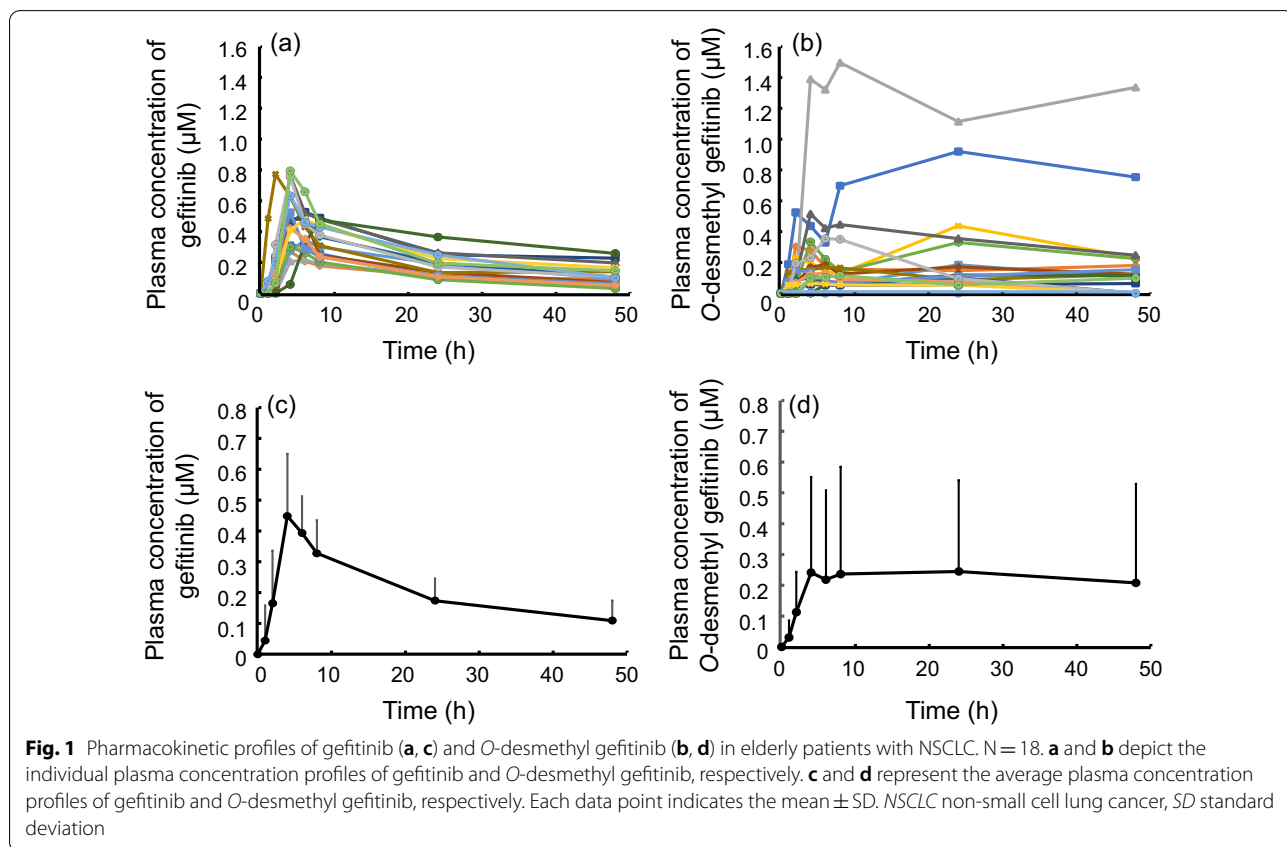 (a)
Plasma concentration of
gefitinib (µM)
1.6
1.4
1.2
1.0
0.8
0.6
0.4
0.2
0
0 10 20 30 40 50
Time (h)
(b)
Plasma concentration of
O-desmethyl gefitinib (µM)
1.6
1.4
1.2
1.0
0.8
0.6
0.4
0.2
0
0 10 20 30 40 50
Time (h)
(c)
Plasma concentration of
gefitinib (µM)
0.8
0.7
0.6
0.5
0.4
0.3
0.2
0.1
0
0 10 20 30 40 50
Time (h)
(d)
Plasma concentration of
O-desmethyl gefitinib (µM)
0.8
0.7
0.6
0.5
0.4
0.3
0.2
0.1
0
0 10 20 30 40 50
Time (h)
Fig. 1 Pharmacokinetic profiles of gefitinib (a, c) and O-desmethyl gefitinib (b, d) in elderly patients with NSCLC. N = 18. a and b depict the
individual plasma concentration profiles of gefitinib and O-desmethyl gefitinib, respectively. c and d represent the average plasma concentration
profiles of gefitinib and O-desmethyl gefitinib, respectively. Each data point indicates the mean ± SD. NSCLC non-small cell lung cancer, SD standard
deviation